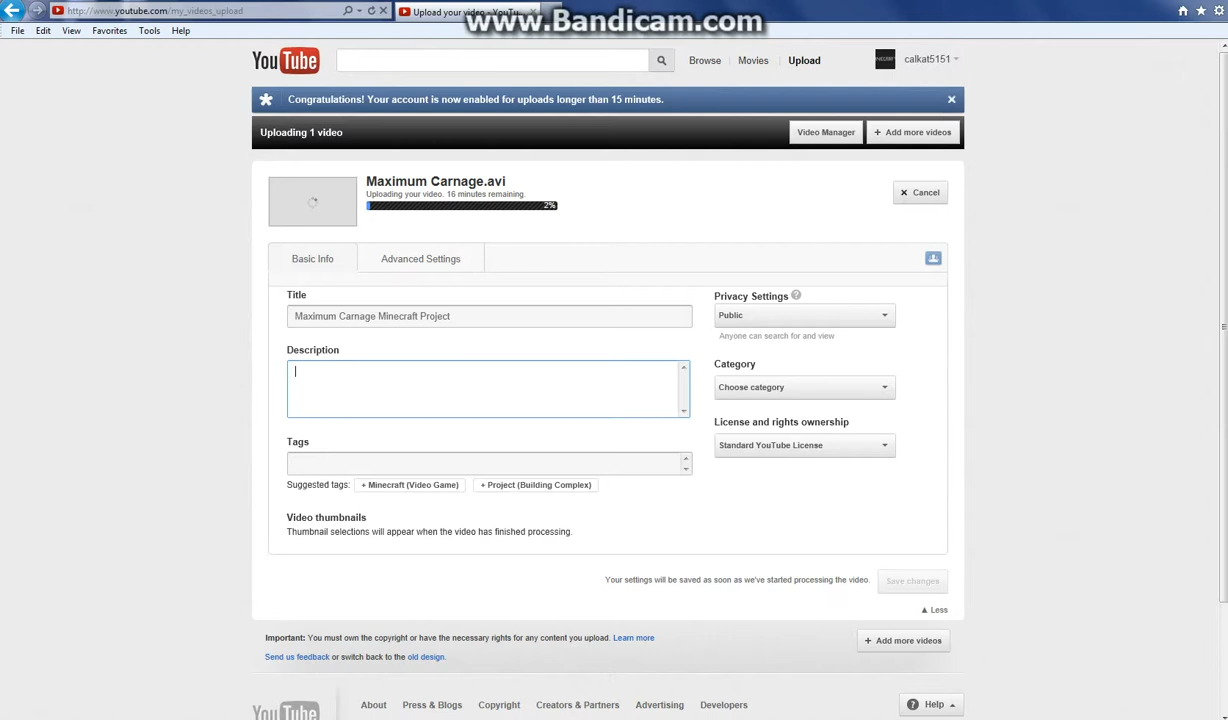 www.Bandicam.com
http://www.youtube.com/my_videos_upload
Upload your video - YouTu...
File Edit View Favorites Tools Help
YouTube
Browse Movies Upload calkat5151
Congratulations! Your account is now enabled for uploads longer than 15 minutes.
Uploading 1 video Video Manager + Add more videos
Maximum Carnage.avi
Uploading your video. 16 minutes remaining.
2%
Cancel
Basic Info Advanced Settings
Title
Maximum Carnage Minecraft Project
Description
Tags
Suggested tags: + Minecraft (Video Game) + Project (Building Complex)
Video thumbnails
Thumbnail selections will appear when the video has finished processing.
Privacy Settings ?
Public
Anyone can search for and view
Category
Choose category
License and rights ownership
Standard YouTube License
Your settings will be saved as soon as we've started processing the video. Save changes
Less
Important: You must own the copyright or have the necessary rights for any content you upload. Learn more
+ Add more videos
Send us feedback or switch back to the old design.
YouTube
About Press & Blogs Copyright Creators & Partners Advertising Developers
? Help